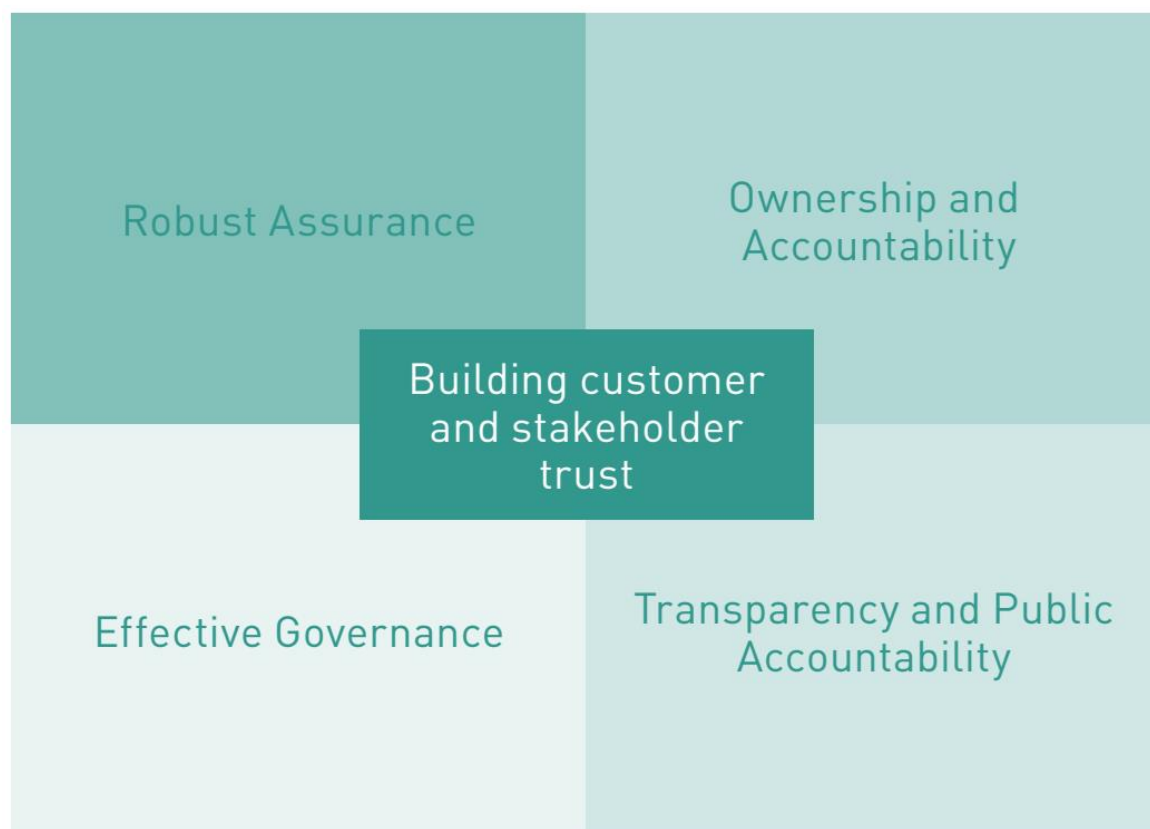 Robust Assurance
Ownership and
Accountability
Building customer
and stakeholder
trust
Effective Governance
Transparency and Public
Accountability